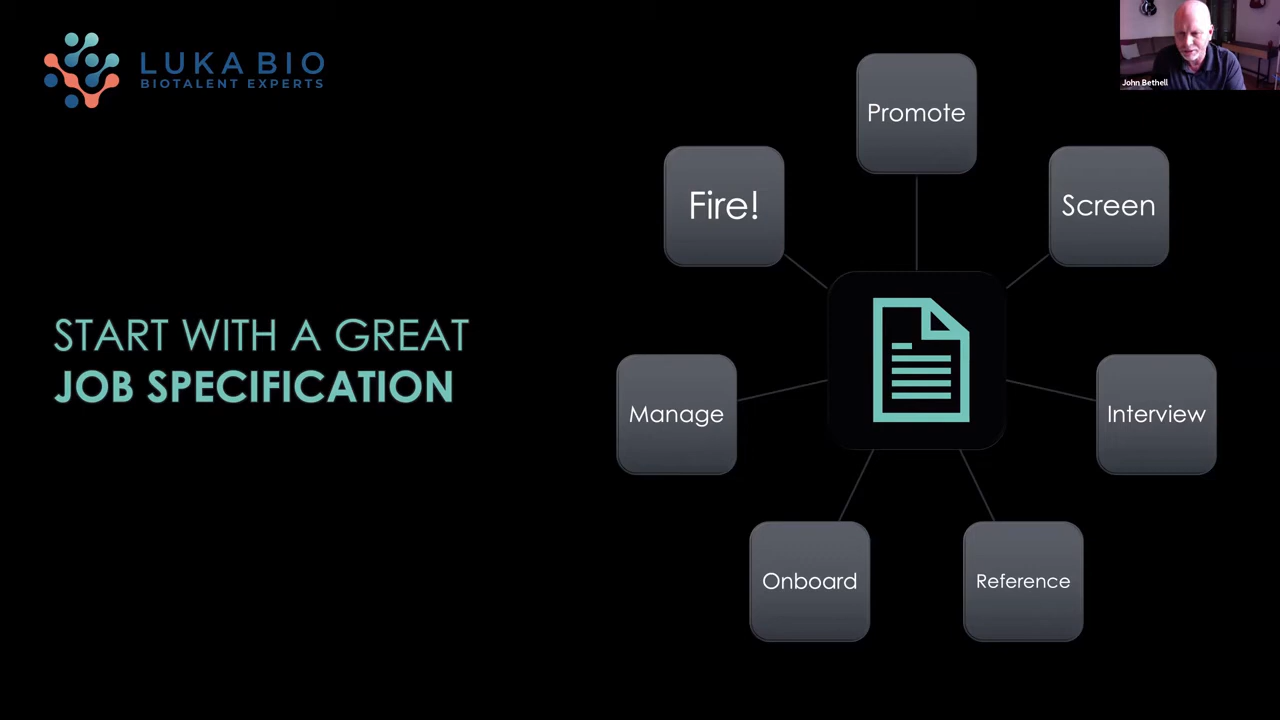 LUKA BIO
BIOTALENT EXPERTS
John Bethell
START WITH A GREAT
JOB SPECIFICATION
Promote
Fire!
Screen
Manage
Interview
Onboard
Reference